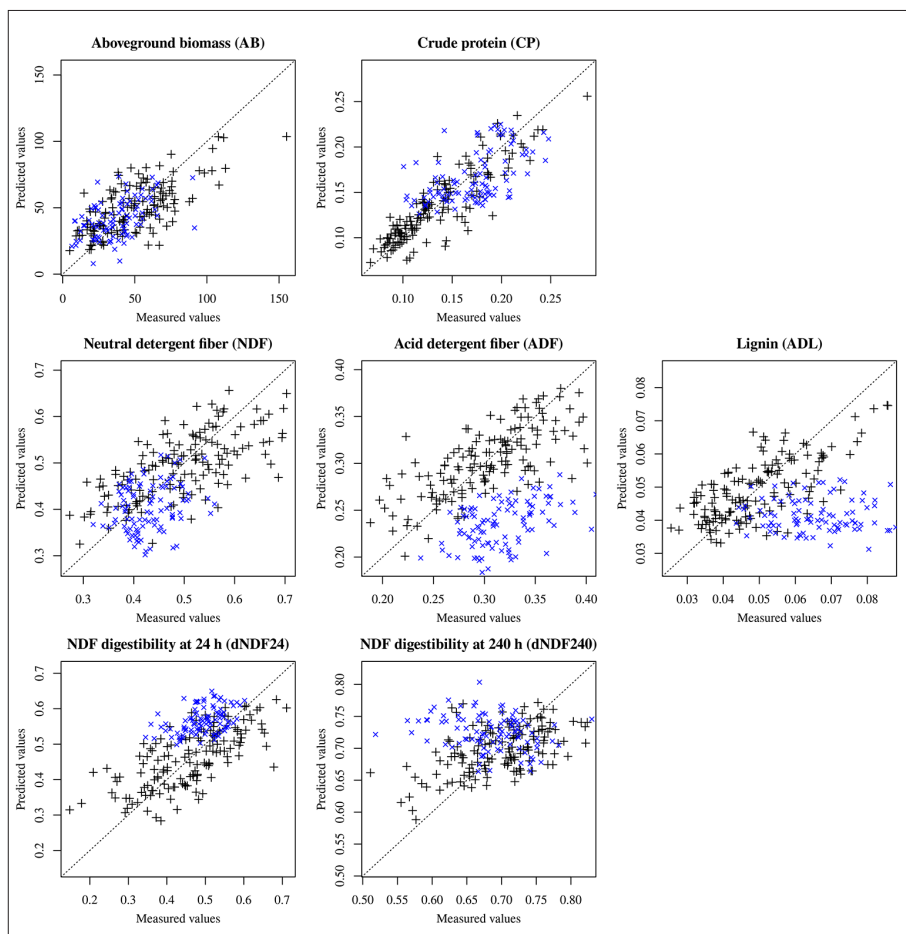 Aboveground biomass (AB)
Predicted values
0 50 100 150
0 50 100 150
Measured values
Crude protein (CP)
Predicted values
0.10 0.15 0.20 0.25
0.10 0.15 0.20 0.25
Measured values
Neutral detergent fiber (NDF)
Predicted values
0.3 0.4 0.5 0.6 0.7
0.3 0.4 0.5 0.6 0.7
Measured values
Acid detergent fiber (ADF)
Predicted values
0.20 0.25 0.30 0.35 0.40
0.20 0.25 0.30 0.35 0.40
Measured values
Lignin (ADL)
Predicted values
0.03 0.04 0.05 0.06 0.07 0.08
0.03 0.04 0.05 0.06 0.07 0.08
Measured values
NDF digestibility at 24 h (dNDF24)
Predicted values
0.2 0.3 0.4 0.5 0.6 0.7
0.2 0.3 0.4 0.5 0.6 0.7
Measured values
NDF digestibility at 240 h (dNDF240)
Predicted values
0.50 0.55 0.60 0.65 0.70 0.75 0.80
0.50 0.55 0.60 0.65 0.70 0.75 0.80
Measured values